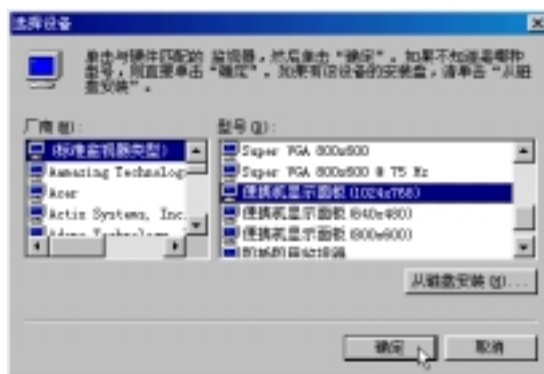 选择设备
单击与硬件匹配的 监视器，然后单击“确定”。如果不知道是哪种
型号，则直接单击“确定”。如果有该设备的安装盘，请单击“从磁
盘安装”。
厂商(M)：
型号(D)：
(标准监视器类型)
Amazing Technolog
Acer
Actix Systems, Inc.
Super VGA 800x600
Super VGA 800x600 @ 75 Hz
便携机显示面板 (1024x768)
便携机显示面板 (640x480)
便携机显示面板 (800x600)
从磁盘安装(H)...
确定
取消